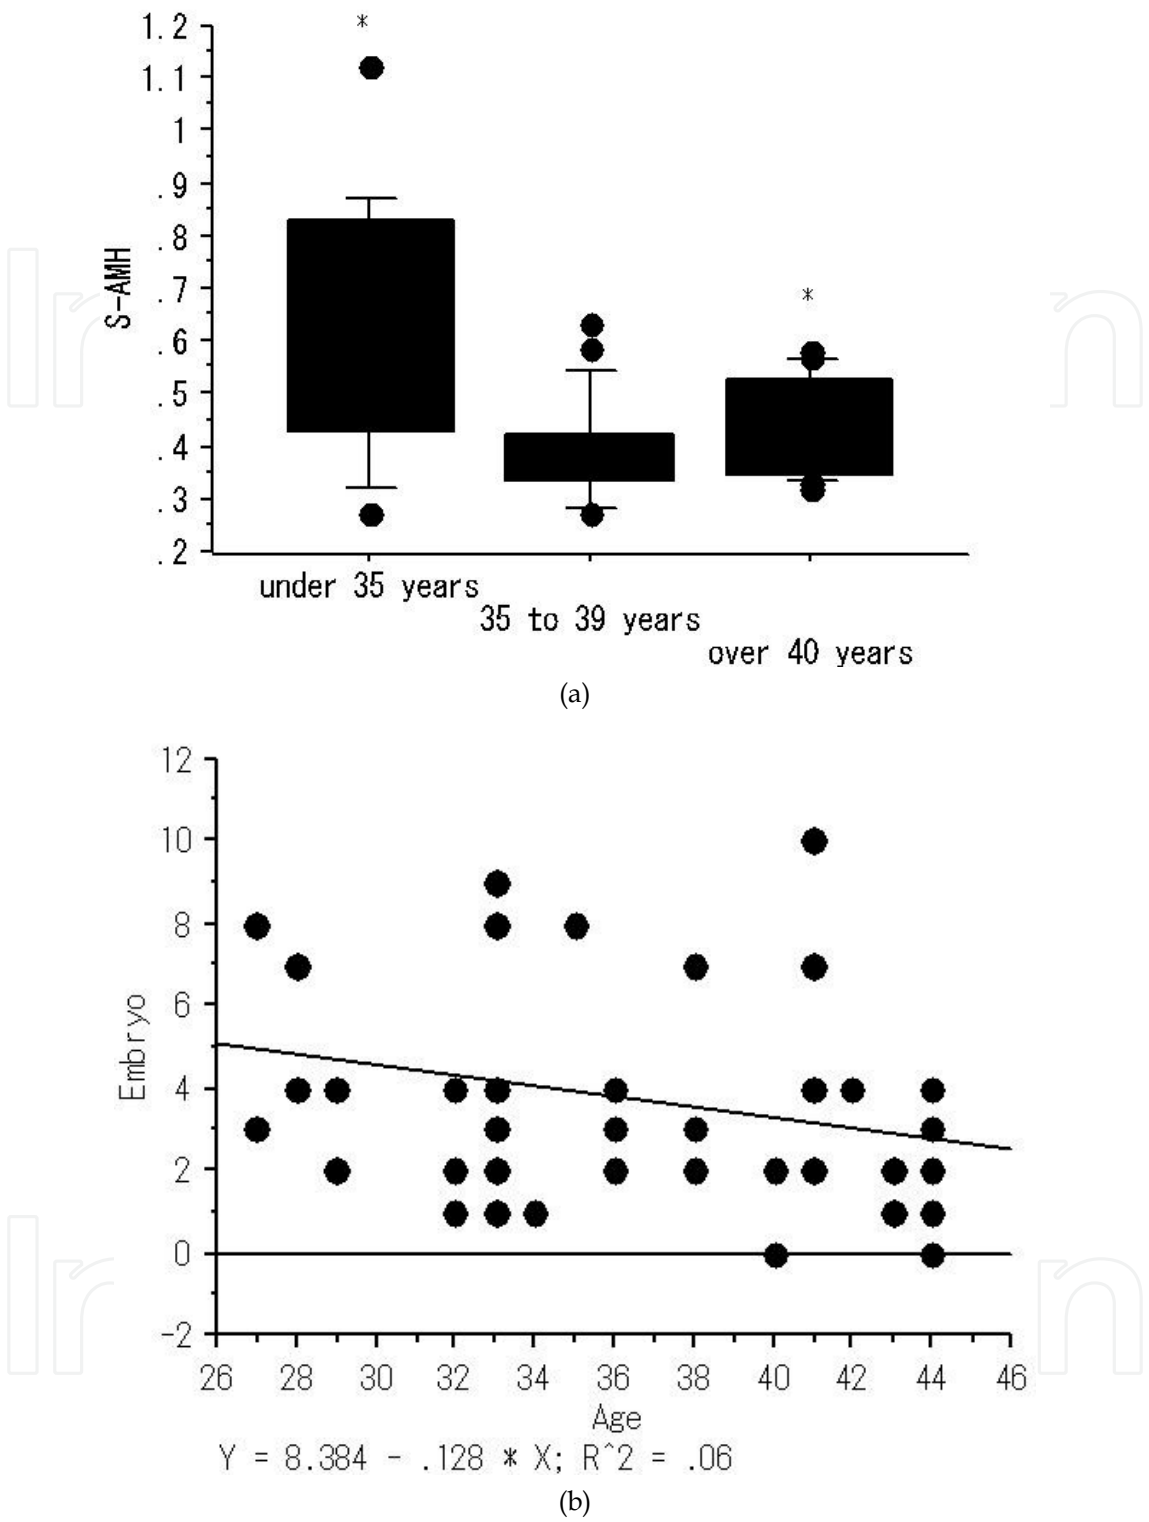 1.2
*
1.1
1
.9
.8
.7
*
.6
.5
.4
.3
.2
S-AMH
under 35 years
35 to 39 years
over 40 years
(a)
12
10
8
6
4
2
0
-2
Embryo
26 28 30 32 34 36 38 40 42 44 46
Age
Y = 8.384 - .128 * X; R^2 = .06
(b)